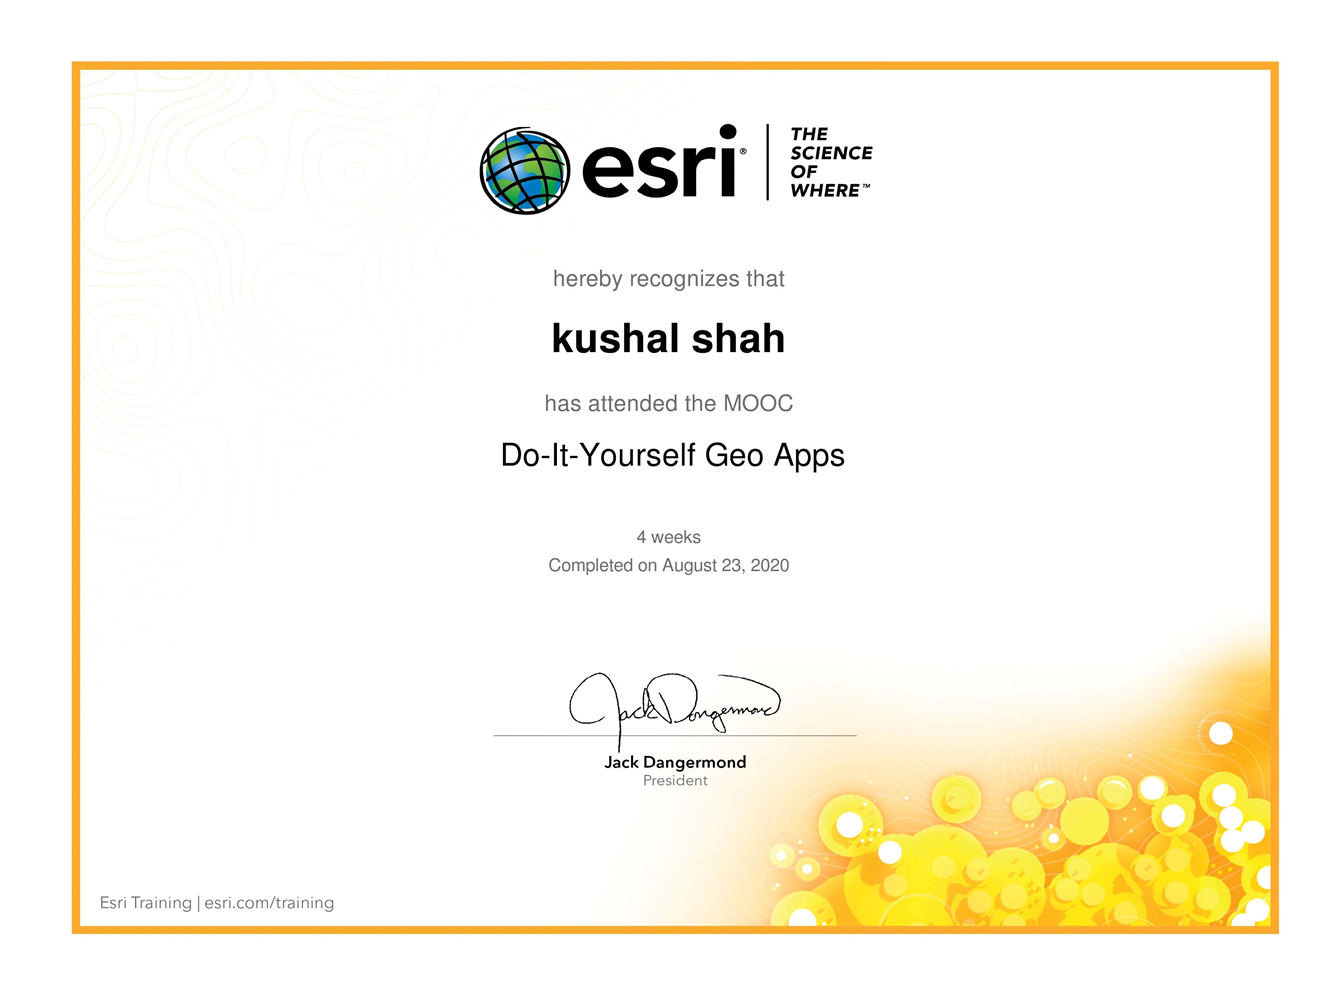 esri®
THE
SCIENCE
OF
WHERE™
hereby recognizes that
kushal shah
has attended the MOOC
Do-It-Yourself Geo Apps
4 weeks
Completed on August 23, 2020
Jack Dangermond
Jack Dangermond
President
Esri Training | esri.com/training